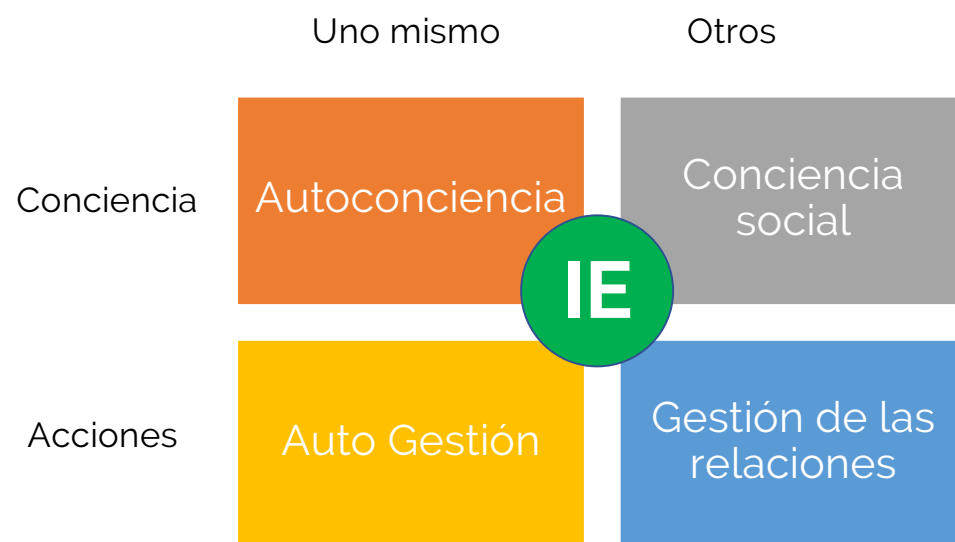 Uno mismo
Otros
Conciencia
Autoconciencia
Conciencia
social
IE
Acciones
Auto Gestión
Gestión de las
relaciones